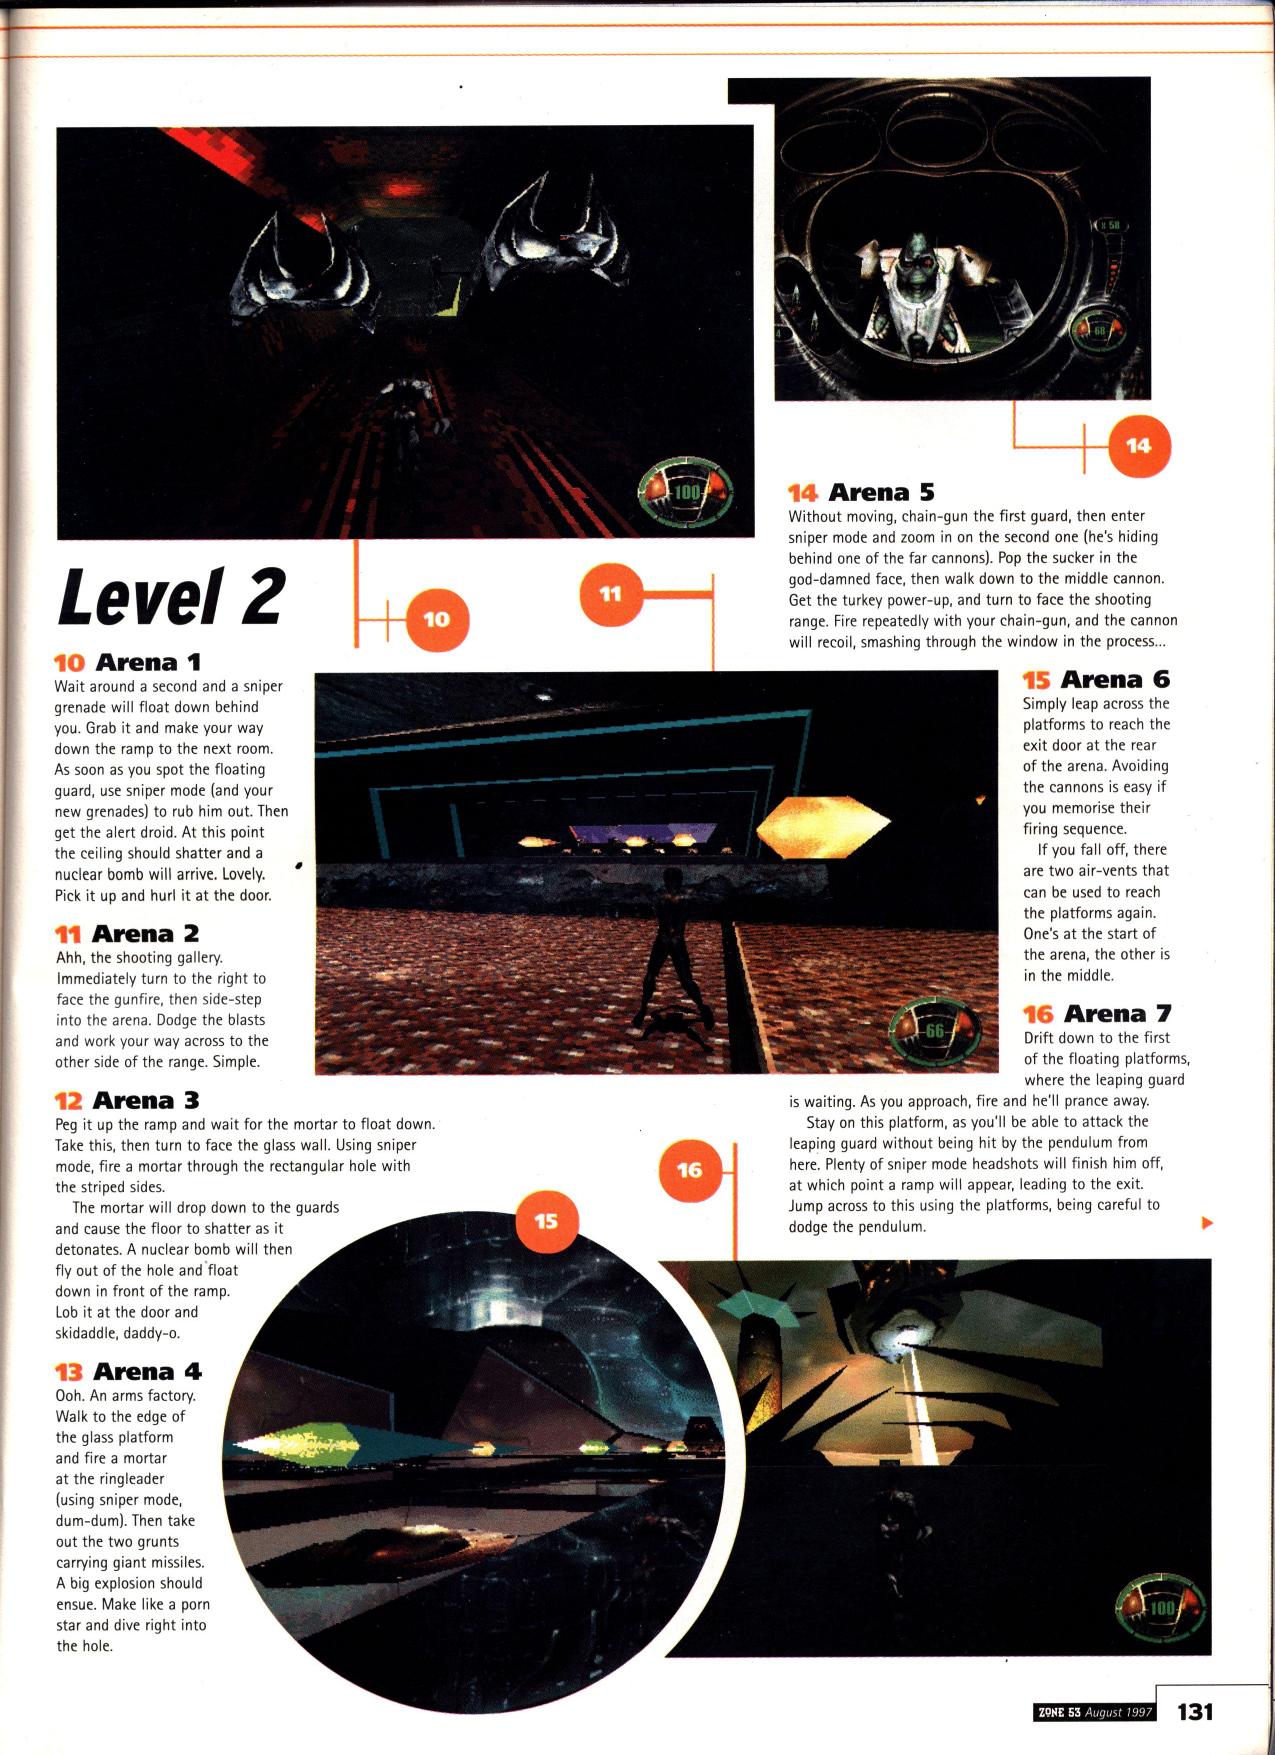 x 58
68
4
100
14
Level 2
10
11
10 Arena 1
Wait around a second and a sniper
grenade will float down behind
you. Grab it and make your way
down the ramp to the next room.
As soon as you spot the floating
guard, use sniper mode (and your
new grenades) to rub him out. Then
get the alert droid. At this point
the ceiling should shatter and a
nuclear bomb will arrive. Lovely.
Pick it up and hurl it at the door.
11 Arena 2
Ahh, the shooting gallery.
Immediately turn to the right to
face the gunfire, then side-step
into the arena. Dodge the blasts
and work your way across to the
other side of the range. Simple.
12 Arena 3
Peg it up the ramp and wait for the mortar to float down.
Take this, then turn to face the glass wall. Using sniper
mode, fire a mortar through the rectangular hole with
the striped sides.
The mortar will drop down to the guards
and cause the floor to shatter as it
detonates. A nuclear bomb will then
fly out of the hole and float
down in front of the ramp.
Lob it at the door and
skidaddle, daddy-o.
13 Arena 4
Ooh. An arms factory.
Walk to the edge of
the glass platform
and fire a mortar
at the ringleader
(using sniper mode,
dum-dum). Then take
out the two grunts
carrying giant missiles.
A big explosion should
ensue. Make like a porn
star and dive right into
the hole.
14 Arena 5
Without moving, chain-gun the first guard, then enter
sniper mode and zoom in on the second one (he's hiding
behind one of the far cannons). Pop the sucker in the
god-damned face, then walk down to the middle cannon.
Get the turkey power-up, and turn to face the shooting
range. Fire repeatedly with your chain-gun, and the cannon
will recoil, smashing through the window in the process...
15 Arena 6
Simply leap across the
platforms to reach the
exit door at the rear
of the arena. Avoiding
the cannons is easy if
you memorise their
firing sequence.
If you fall off, there
are two air-vents that
can be used to reach
the platforms again.
One's at the start of
the arena, the other is
in the middle.
66
16 Arena 7
Drift down to the first
of the floating platforms,
where the leaping guard
is waiting. As you approach, fire and he'll prance away.
Stay on this platform, as you'll be able to attack the
leaping guard without being hit by the pendulum from
here. Plenty of sniper mode headshots will finish him off,
at which point a ramp will appear, leading to the exit.
Jump across to this using the platforms, being careful to
dodge the pendulum.
16
15
100
ZONE 53 August 1997 131